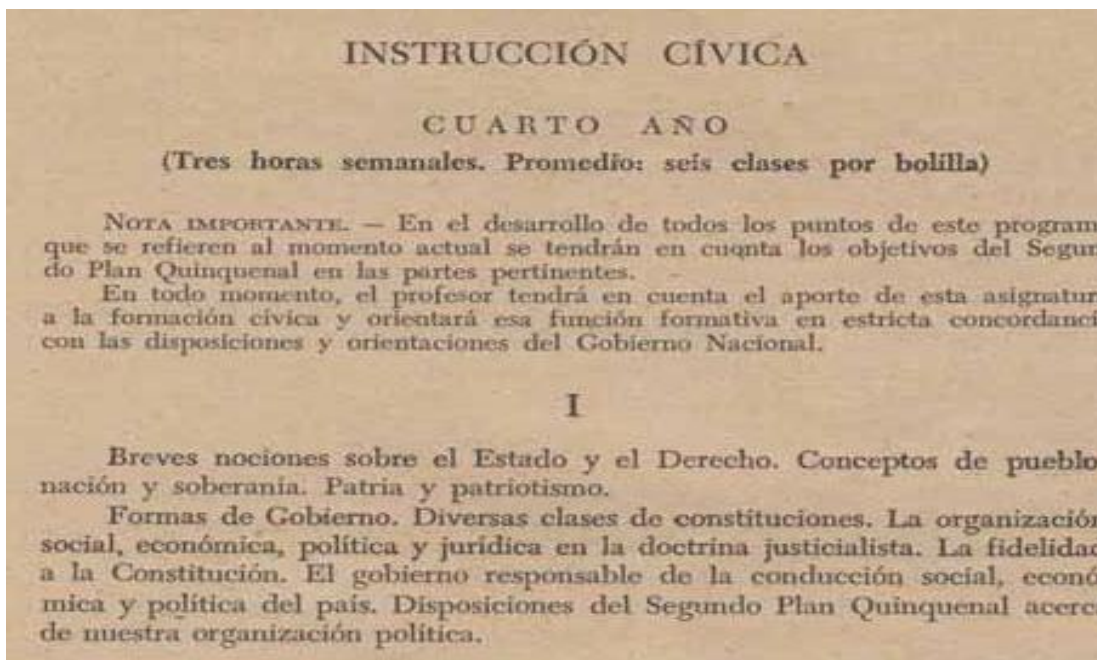 INSTRUCCIÓN CÍVICA
CUARTO AÑO
(Tres horas semanales. Promedio: seis clases por bolilla)
NOTA IMPORTANTE. — En el desarrollo de todos los puntos de este program
que se refieren al momento actual se tendrán en cuenta los objetivos del Segun
do Plan Quinquenal en las partes pertinentes.
En todo momento, el profesor tendrá en cuenta el aporte de esta asignatur
a la formación cívica y orientará esa función formativa en estricta concordanci
con las disposiciones y orientaciones del Gobierno Nacional.
I
Breves nociones sobre el Estado y el Derecho. Conceptos de pueblo
nación y soberanía. Patria y patriotismo.
Formas de Gobierno. Diversas clases de constituciones. La organización
social, económica, política y jurídica en la doctrina justicialista. La fidelidad
a la Constitución. El gobierno responsable de la conducción social, econó
mica y política del país. Disposiciones del Segundo Plan Quinquenal acerc
de nuestra organización política.